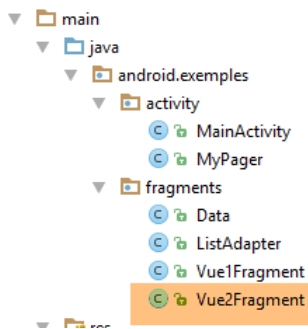 main
java
android.exemples
activity
MainActivity
MyPager
fragments
Data
ListAdapter
Vue1Fragment
Vue2Fragment
res